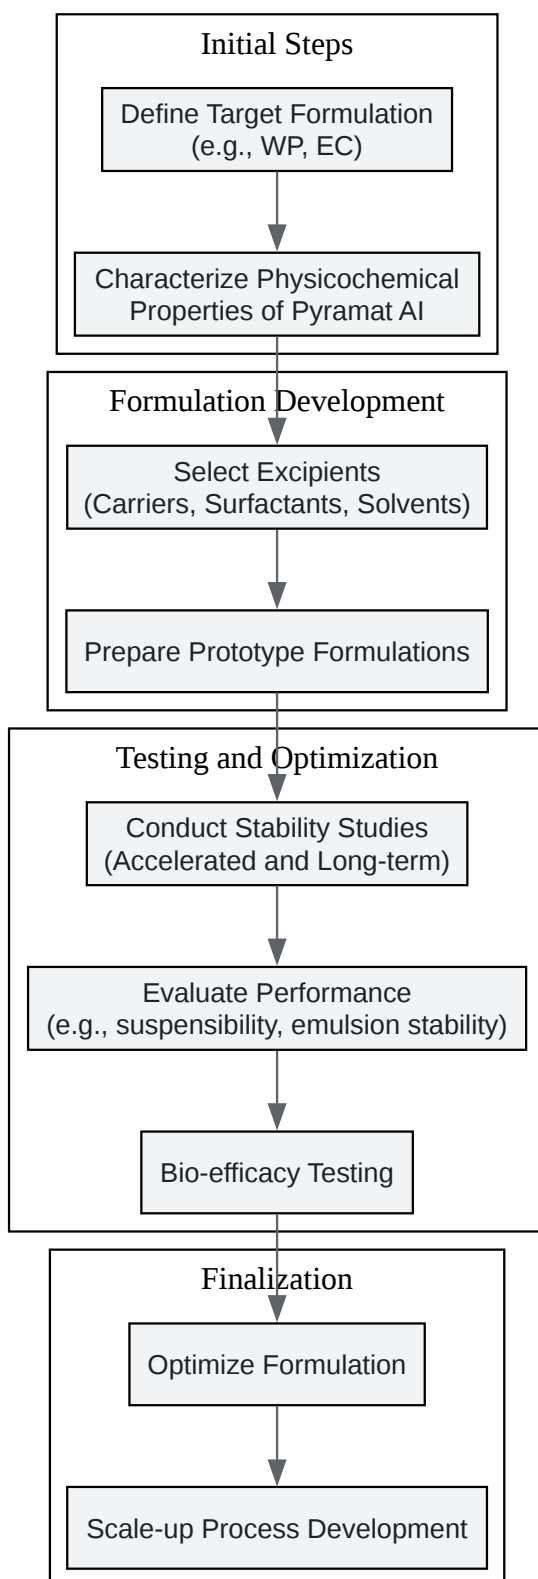 Initial Steps
Define Target Formulation
(e.g., WP, EC)
Characterize Physicochemical
Properties of Pyramat AI
Formulation Development
Select Excipients
(Carriers, Surfactants, Solvents)
Prepare Prototype Formulations
Testing and Optimization
Conduct Stability Studies
(Accelerated and Long-term)
Evaluate Performance
(e.g., suspensibility, emulsion stability)
Bio-efficacy Testing
Finalization
Optimize Formulation
Scale-up Process Development